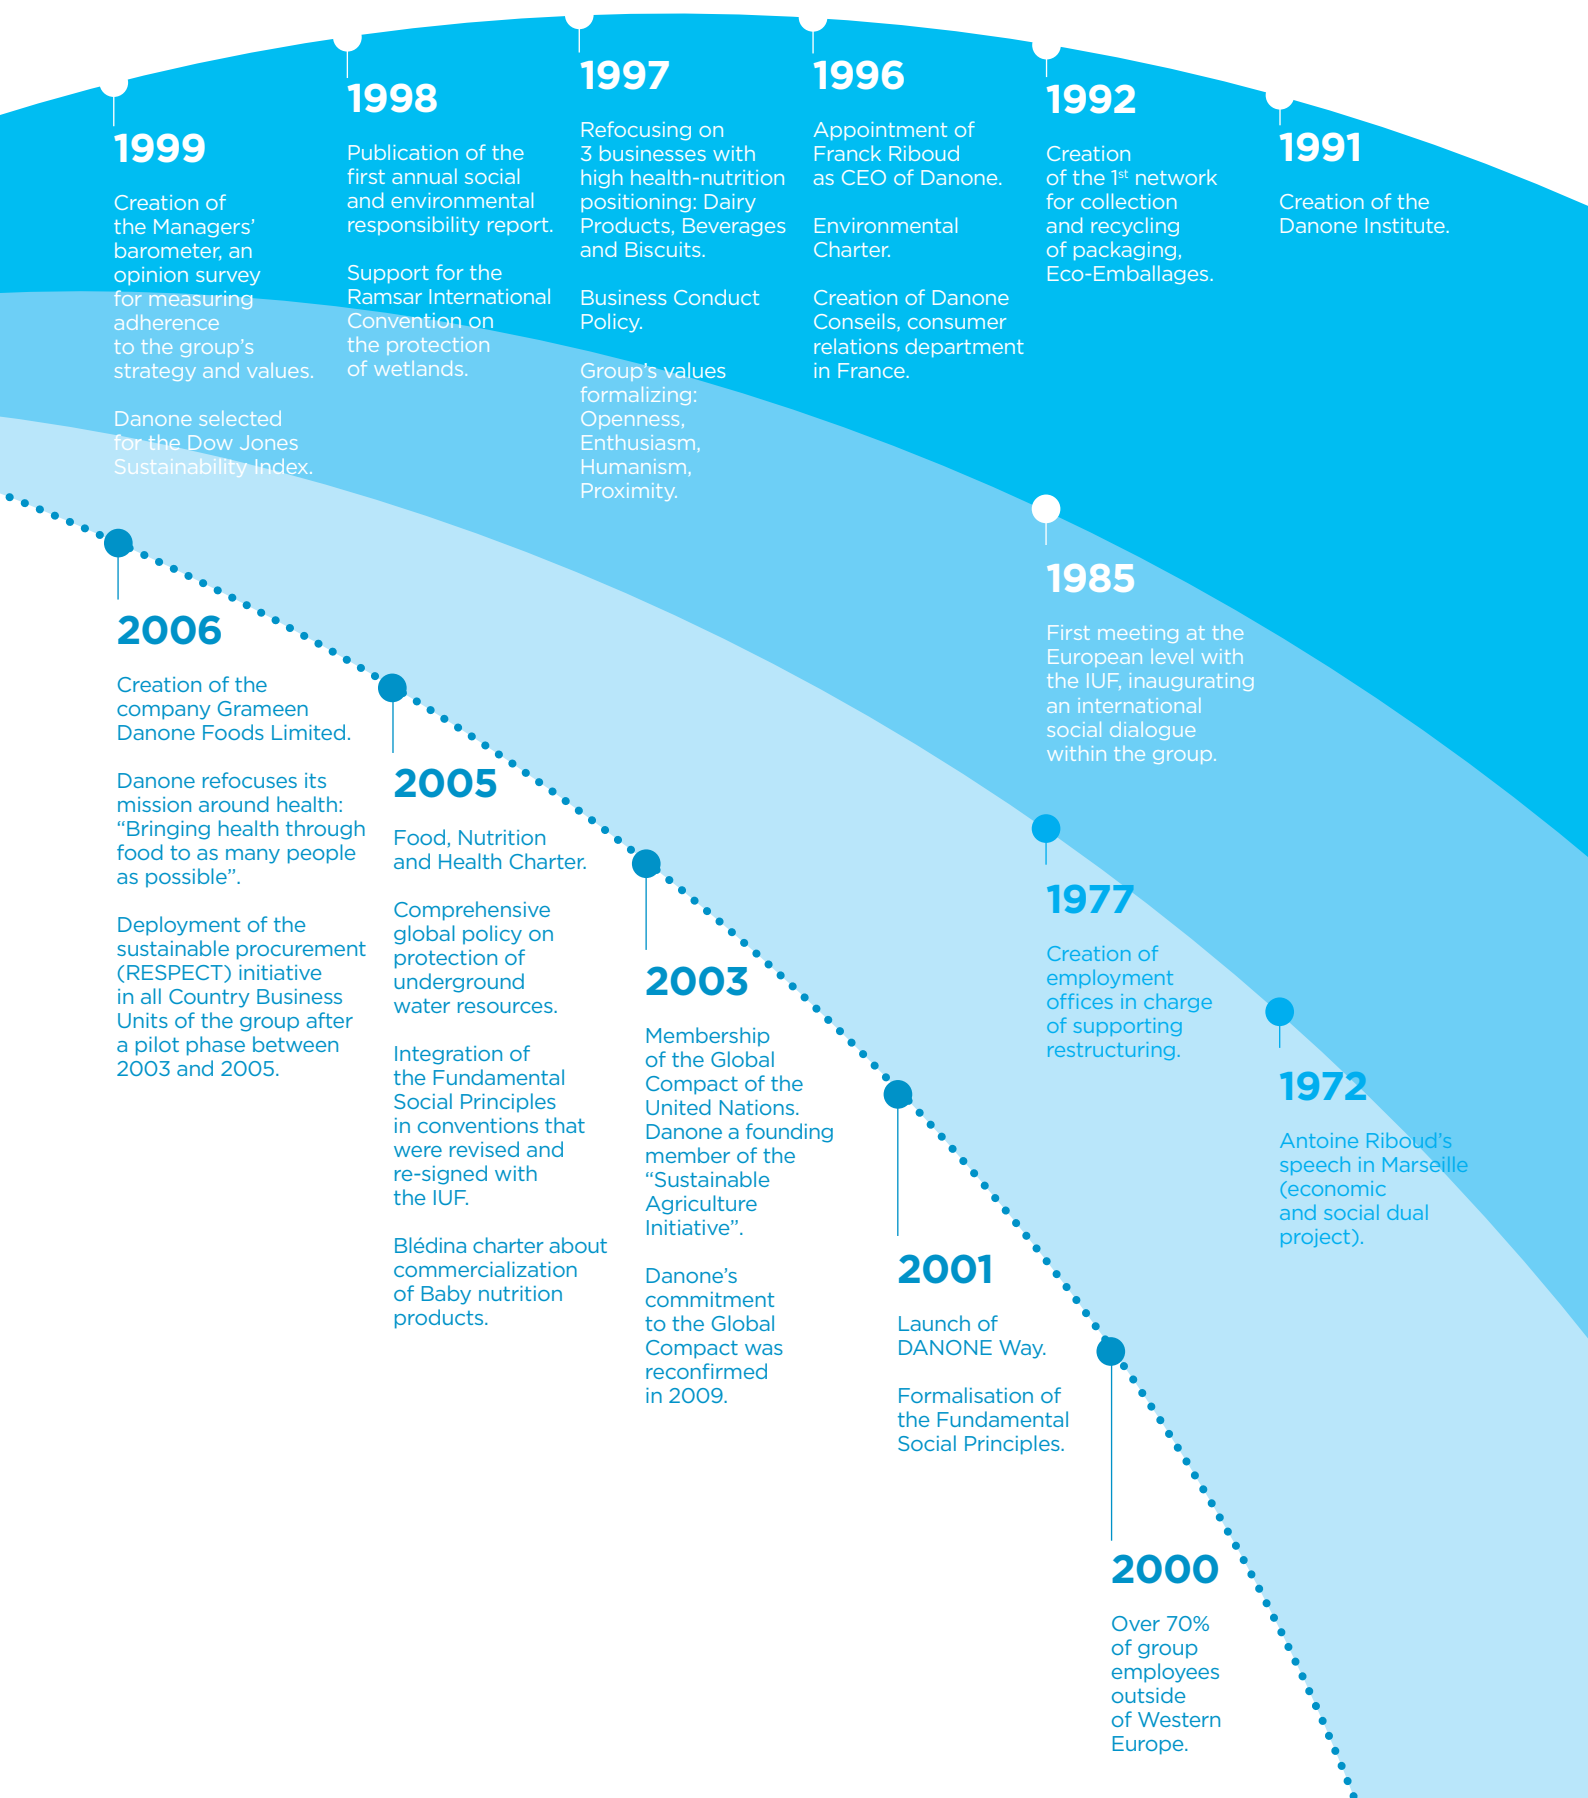 1999
Creation of
the Managers’
barometer, an
opinion survey
for measuring
adherence
to the group’s
strategy and values.
Danone selected
for the Dow Jones
Sustainability Index.
1998
Publication of the
first annual social
and environmental
responsibility report.
Support for the
Ramsar International
Convention on
the protection
of wetlands.
1997
Refocusing on
3 businesses with
high health-nutrition
positioning: Dairy
Products, Beverages
and Biscuits.
Business Conduct
Policy.
Group’s values
formalizing:
Openness,
Enthusiasm,
Humanism,
Proximity.
1996
Appointment of
Franck Riboud
as CEO of Danone.
Environmental
Charter.
Creation of Danone
Conseils, consumer
relations department
in France.
1992
Creation
of the 1st network
for collection
and recycling
of packaging,
Eco-Emballages.
1991
Creation of the
Danone Institute.
1985
First meeting at the
European level with
the IUF, inaugurating
an international
social dialogue
within the group.
1977
Creation of
employment
offices in charge
of supporting
restructuring.
1972
Antoine Riboud’s
speech in Marseille
(economic
and social dual
project).
2006
Creation of the
company Grameen
Danone Foods Limited.
Danone refocuses its
mission around health:
“Bringing health through
food to as many people
as possible”.
Deployment of the
sustainable procurement
(RESPECT) initiative
in all Country Business
Units of the group after
a pilot phase between
2003 and 2005.
2005
Food, Nutrition
and Health Charter.
Comprehensive
global policy on
protection of
underground
water resources.
Integration of
the Fundamental
Social Principles
in conventions that
were revised and
re-signed with
the IUF.
Blédina charter about
commercialization
of Baby nutrition
products.
2003
Membership
of the Global
Compact of the
United Nations.
Danone a founding
member of the
“Sustainable
Agriculture
Initiative”.
Danone’s
commitment
to the Global
Compact was
reconfirmed
in 2009.
2001
Launch of
DANONE Way.
Formalisation of
the Fundamental
Social Principles.
2000
Over 70%
of group
employees
outside
of Western
Europe.